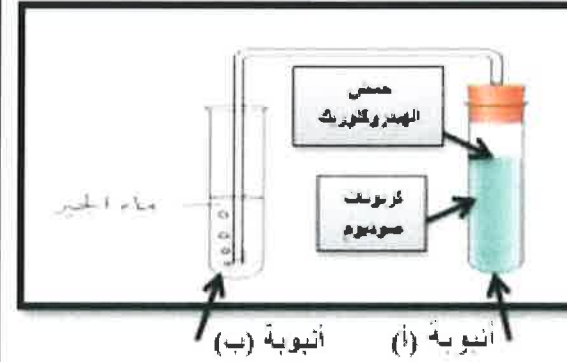 حمض
الهيدروكلوريك
كربونات
صوديوم
ماء الجير
أنبوبة (أ)
أنبوبة (ب)